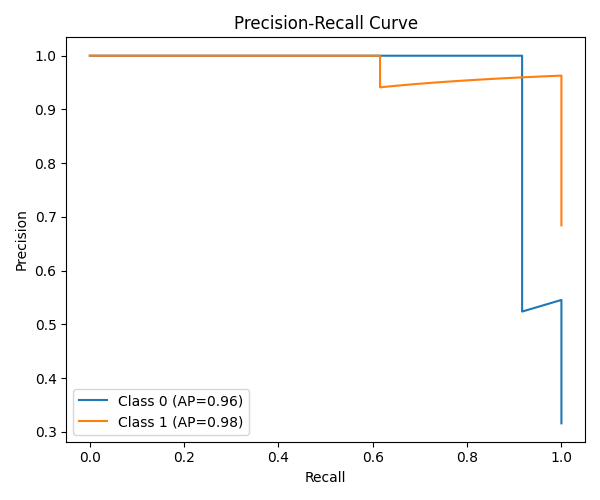 Precision-Recall Curve
1.0
0.9
0.8
0.7
0.6
0.5
0.4
0.3
Precision
Class 0 (AP=0.96)
Class 1 (AP=0.98)
0.0 0.2 0.4 0.6 0.8 1.0
Recall